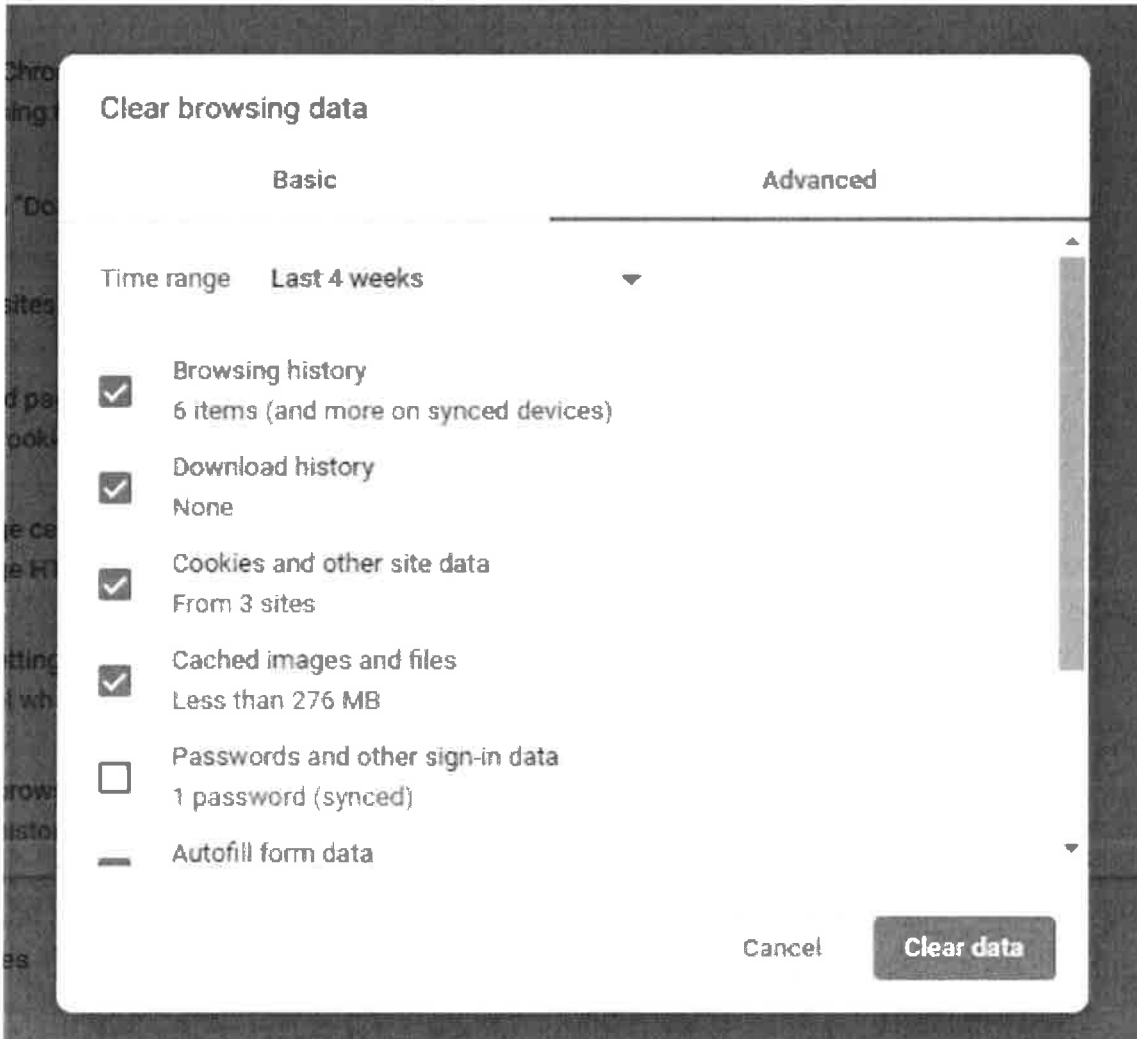 Clear browsing data
Basic
Advanced
Time range Last 4 weeks
Browsing history
6 items (and more on synced devices)
Download history
None
Cookies and other site data
From 3 sites
Cached images and files
Less than 276 MB
Passwords and other sign-in data
1 password (synced)
Autofill form data
Cancel
Clear data